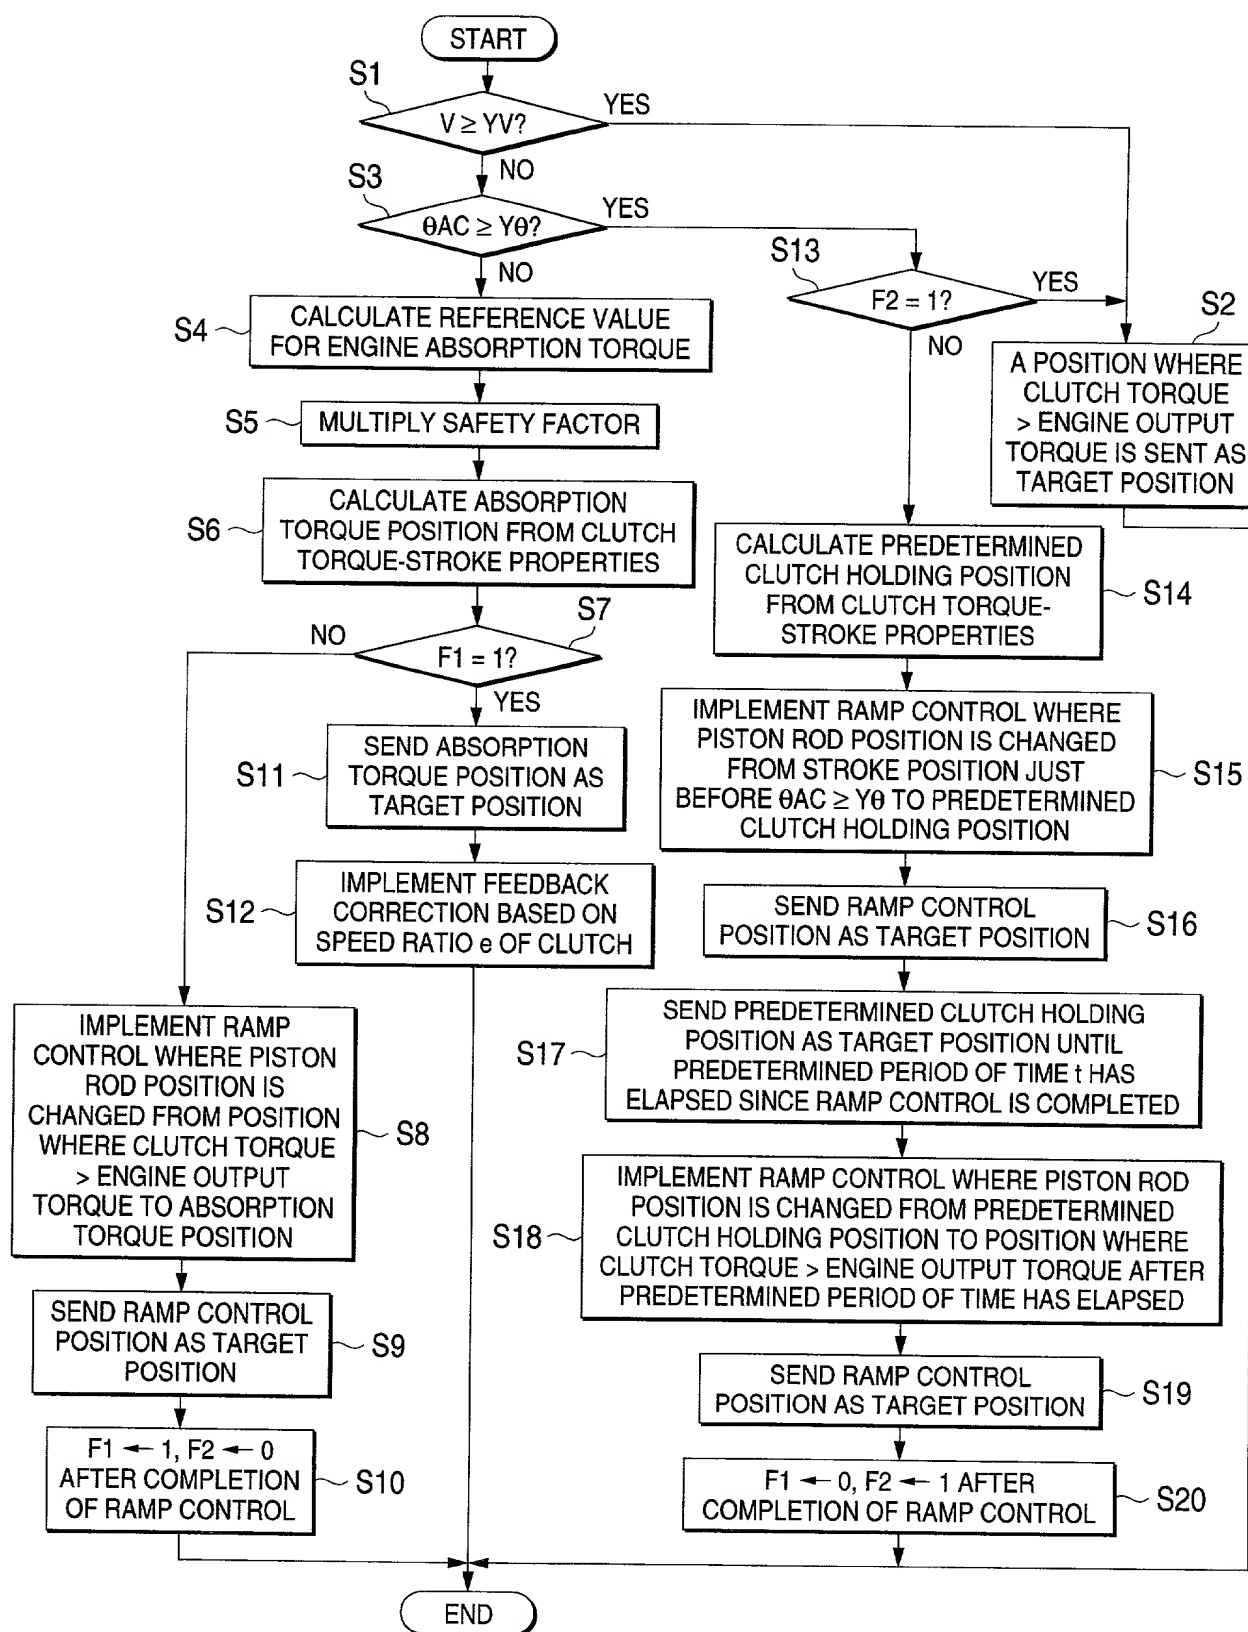 START
S1
V ≥ YV?
YES
NO
S3
θAC ≥ Yθ?
YES
NO
S13
F2 = 1?
YES
NO
S2
A POSITION WHERE
CLUTCH TORQUE
> ENGINE OUTPUT
TORQUE IS SENT AS
TARGET POSITION
S4
CALCULATE REFERENCE VALUE
FOR ENGINE ABSORPTION TORQUE
S5
MULTIPLY SAFETY FACTOR
S6
CALCULATE ABSORPTION
TORQUE POSITION FROM CLUTCH
TORQUE-STROKE PROPERTIES
S7
F1 = 1?
NO
YES
S11
SEND ABSORPTION
TORQUE POSITION AS
TARGET POSITION
S12
IMPLEMENT FEEDBACK
CORRECTION BASED ON
SPEED RATIO e OF CLUTCH
IMPLEMENT RAMP
CONTROL WHERE PISTON
ROD POSITION IS
CHANGED FROM POSITION
WHERE CLUTCH TORQUE
> ENGINE OUTPUT
TORQUE TO ABSORPTION
TORQUE POSITION
S8
SEND RAMP CONTROL
POSITION AS TARGET
POSITION
S9
F1 ← 1, F2 ← 0
AFTER COMPLETION
OF RAMP CONTROL
S10
CALCULATE PREDETERMINED
CLUTCH HOLDING POSITION
FROM CLUTCH TORQUE-
STROKE PROPERTIES
S14
IMPLEMENT RAMP CONTROL WHERE
PISTON ROD POSITION IS CHANGED
FROM STROKE POSITION JUST
BEFORE θAC ≥ Yθ TO PREDETERMINED
CLUTCH HOLDING POSITION
S15
SEND RAMP CONTROL
POSITION AS TARGET POSITION
S16
S17
SEND PREDETERMINED CLUTCH HOLDING
POSITION AS TARGET POSITION UNTIL
PREDETERMINED PERIOD OF TIME t HAS
ELAPSED SINCE RAMP CONTROL IS COMPLETED
S18
IMPLEMENT RAMP CONTROL WHERE PISTON ROD
POSITION IS CHANGED FROM PREDETERMINED
CLUTCH HOLDING POSITION TO POSITION WHERE
CLUTCH TORQUE > ENGINE OUTPUT TORQUE AFTER
PREDETERMINED PERIOD OF TIME HAS ELAPSED
SEND RAMP CONTROL
POSITION AS TARGET POSITION
S19
F1 ← 0, F2 ← 1 AFTER
COMPLETION OF RAMP CONTROL
S20
END